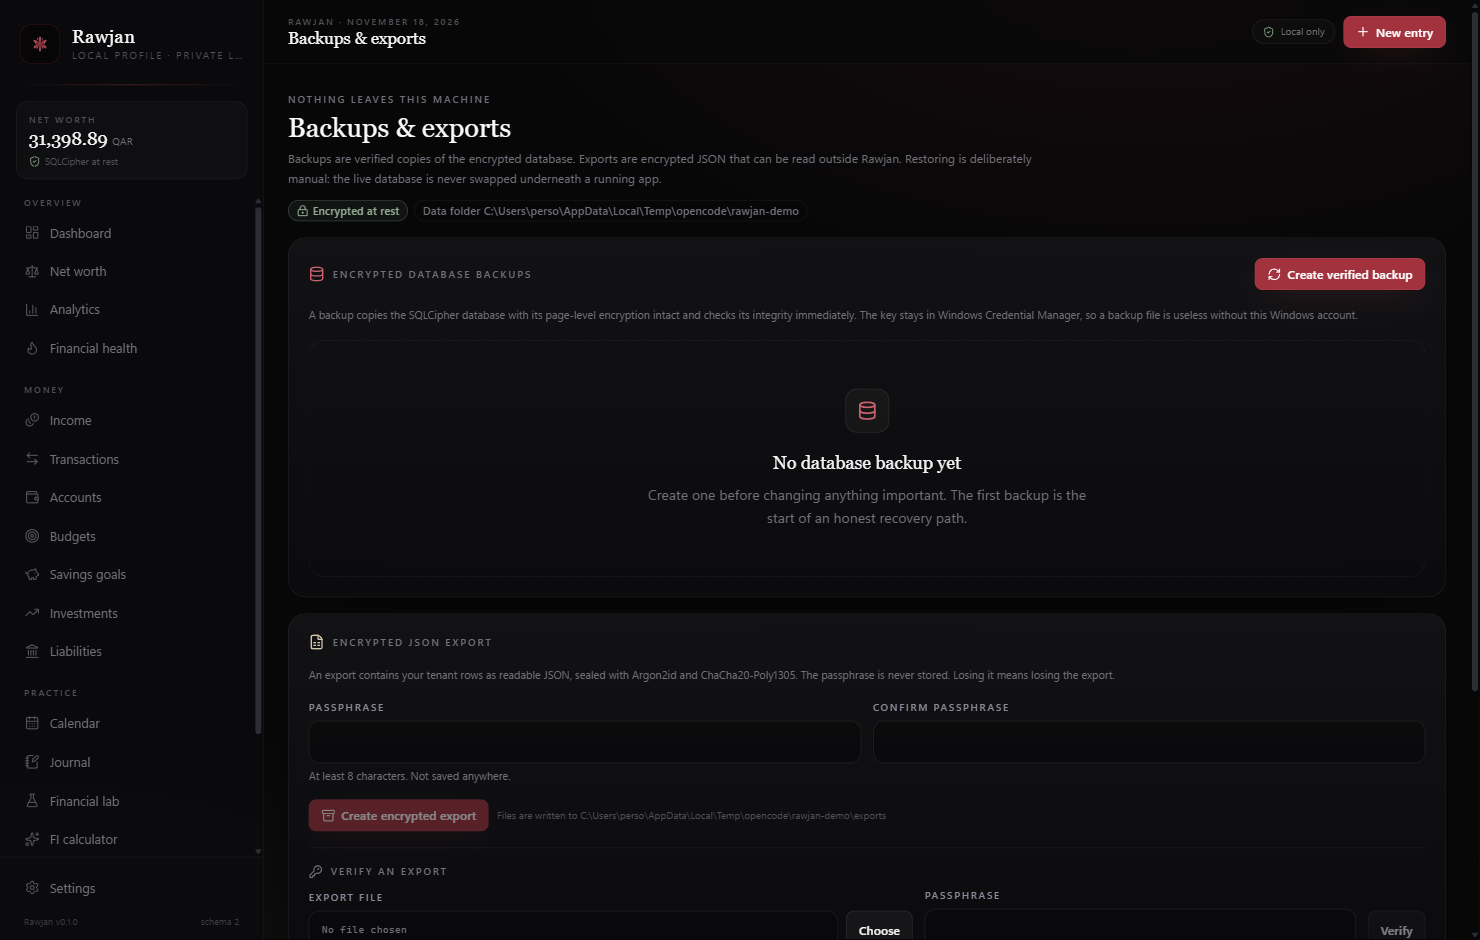 Rawjan
LOCAL PROFILE · PRIVATE L...
NET WORTH
31,398.89 QAR
SQLCipher at rest
OVERVIEW
Dashboard
Net worth
Analytics
Financial health
MONEY
Income
Transactions
Accounts
Budgets
Savings goals
Investments
Liabilities
PRACTICE
Calendar
Journal
Financial lab
FI calculator
Settings
Rawjan v0.1.0
schema 2
RAWJAN · NOVEMBER 18, 2026
Backups & exports
Local only
New entry
NOTHING LEAVES THIS MACHINE
Backups & exports
Backups are verified copies of the encrypted database. Exports are encrypted JSON that can be read outside Rawjan. Restoring is deliberately
manual: the live database is never swapped underneath a running app.
Encrypted at rest
Data folder C:\Users\perso\AppData\Local\Temp\opencode\rawjan-demo
ENCRYPTED DATABASE BACKUPS
Create verified backup
A backup copies the SQLCipher database with its page-level encryption intact and checks its integrity immediately. The key stays in Windows Credential Manager, so a backup file is useless without this Windows account.
No database backup yet
Create one before changing anything important. The first backup is the
start of an honest recovery path.
ENCRYPTED JSON EXPORT
An export contains your tenant rows as readable JSON, sealed with Argon2id and ChaCha20-Poly1305. The passphrase is never stored. Losing it means losing the export.
PASSPHRASE
CONFIRM PASSPHRASE
At least 8 characters. Not saved anywhere.
Create encrypted export
Files are written to C:\Users\perso\AppData\Local\Temp\opencode\rawjan-demo\exports
VERIFY AN EXPORT
EXPORT FILE
PASSPHRASE
No file chosen
Choose
Verify